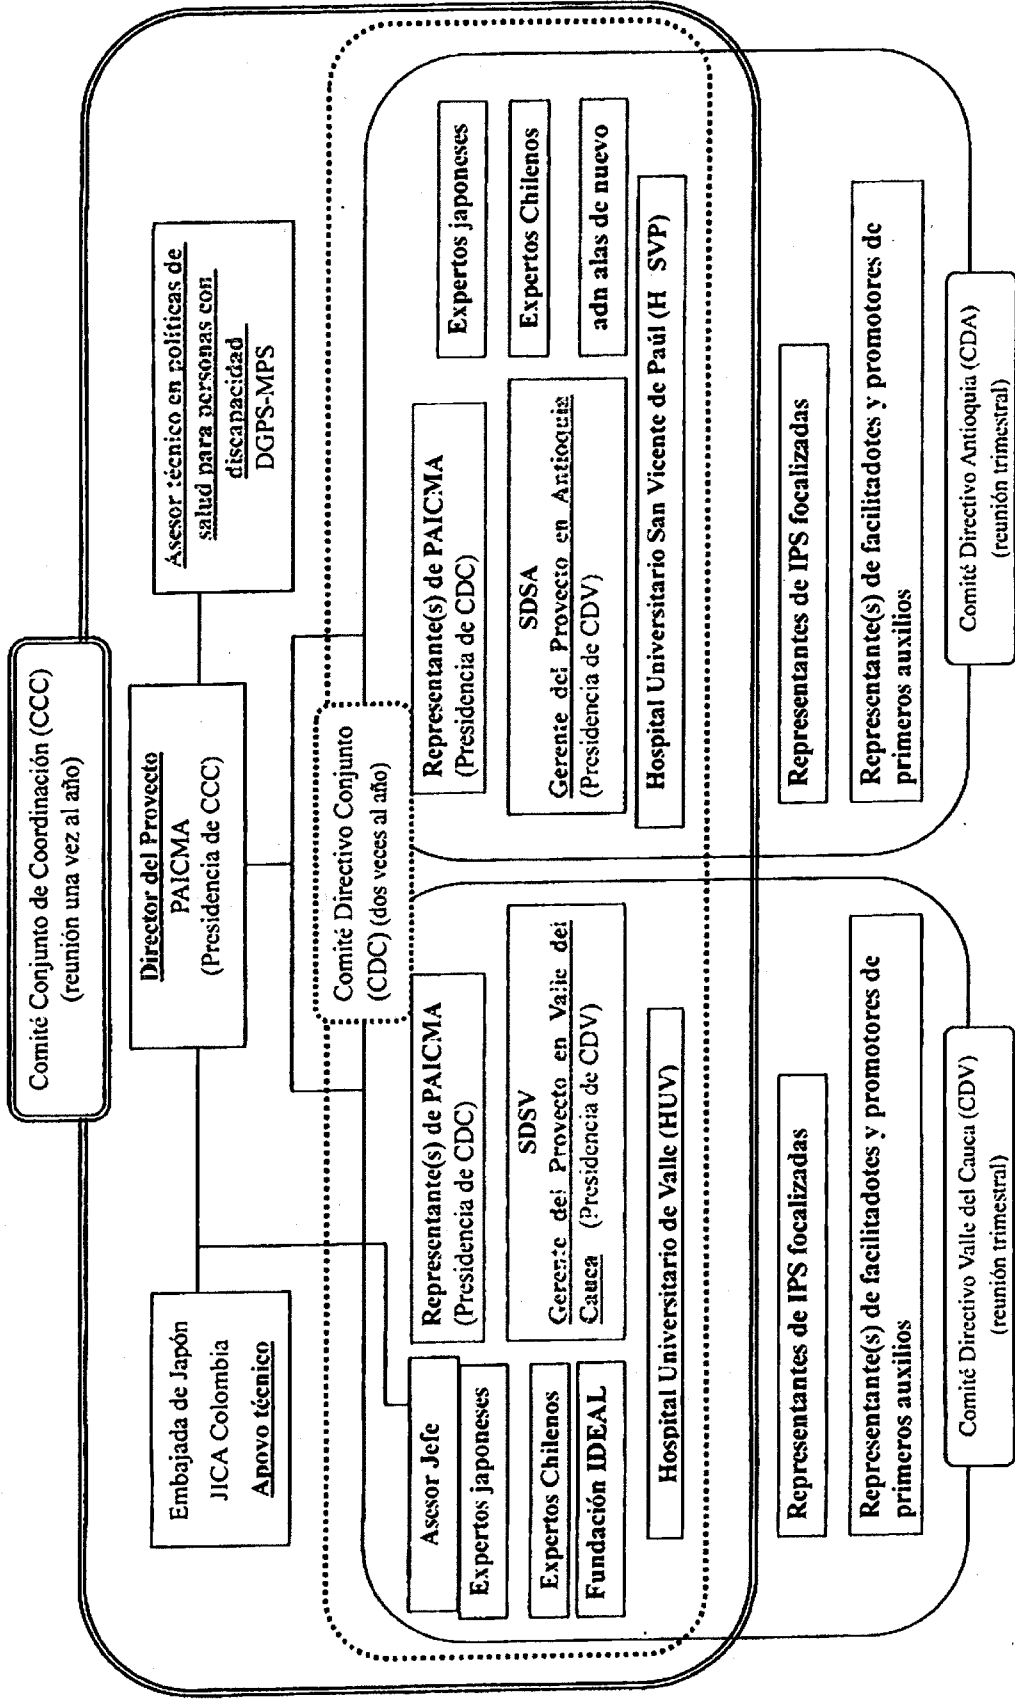 Comité Conjunto de Coordinación (CCC)
(reunión una vez al año)
Embajada de Japón
JICA Colombia
Apoyo técnico
Director del Proyecto
PAICMA
(Presidencia de CCC)
Asesor técnico en políticas de
salud para personas con
discapacidad
DGPS-MPS
Comité Directivo Conjunto
(CDC) (dos veces al año)
Asesor Jefe
Expertos japoneses
Expertos Chilenos
Fundación IDEAL
Representante(s) de PAICMA
(Presidencia de CDC)
SDSV
Gerente del Proyecto en Valle del
Cauca (Presidencia de CDV)
Hospital Universitario de Valle (HUV)
Representante(s) de PAICMA
(Presidencia de CDC)
SDSA
Gerente del Proyecto en Antioquia
(Presidencia de CDV)
Expertos japoneses
Expertos Chilenos
adn alas de nuevo
Hospital Universitario San Vicente de Paúl (H SVP)
Representantes de IPS focalizadas
Representante(s) de facilitadotes y promotores de
primeros auxilios
Comité Directivo Valle del Cauca (CDV)
(reunión trimestral)
Representantes de IPS focalizadas
Representante(s) de facilitadotes y promotores de
primeros auxilios
Comité Directivo Antioquia (CDA)
(reunión trimestral)